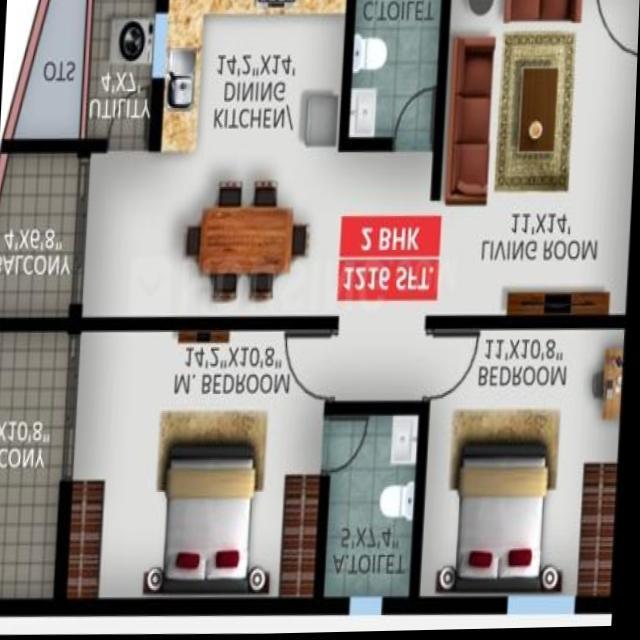 C.TOILET
OTS
UTILITY
4'X7'
KITCHEN/
DINING
14'2"X14'
BALCONY
4'X6'8"
1216 SFT.
2 BHK
LIVING ROOM
11'X14'
M. BEDROOM
14'2"X10'8"
BEDROOM
11'X10'8"
CONY
X10'8"
A.TOILET
5'X7'4"